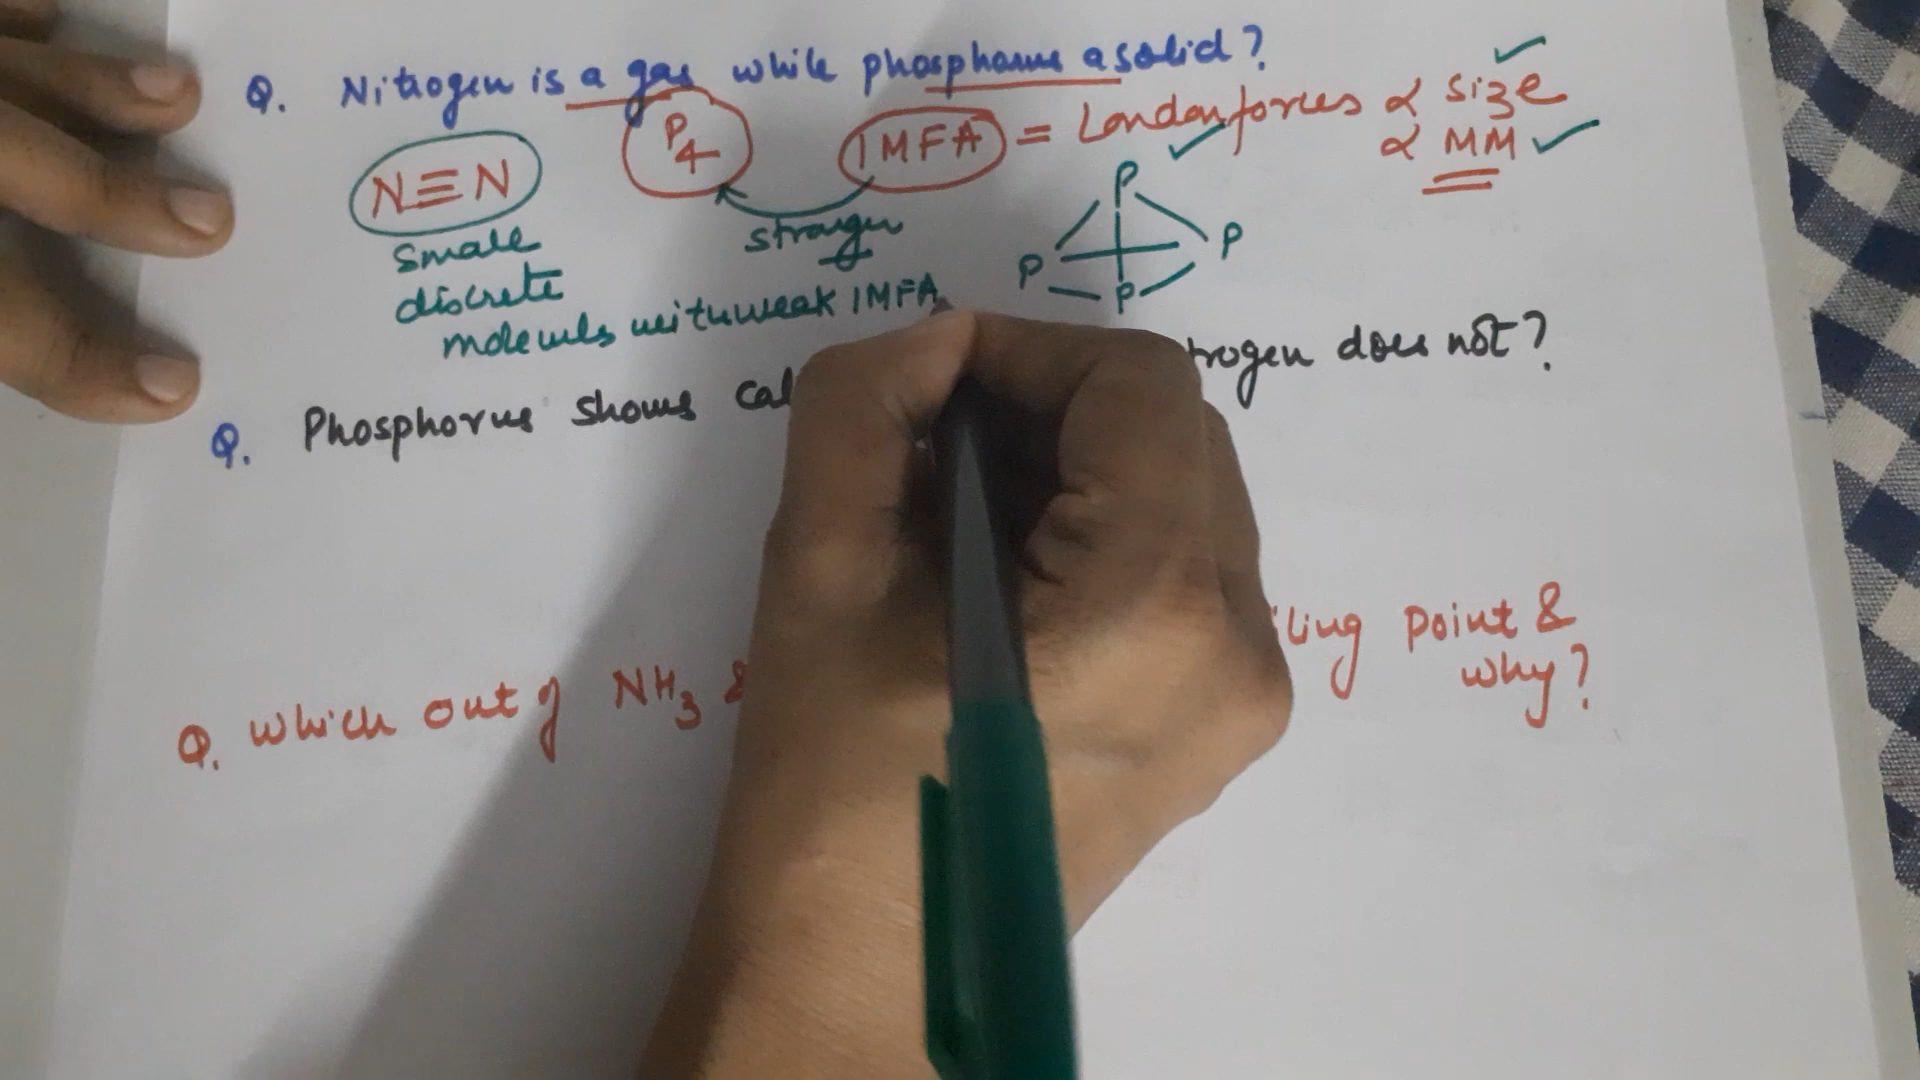 Q. Nitrogen is a gas while phosphorus a solid?
N≡N P4 IMFA = London forces ∝ size
∝ MM
small
discrete
molecules with weak IMFA
stronger
P
P P
P
Q. Phosphorus shows does not?
Q. Which out of NH3 & point &
why?